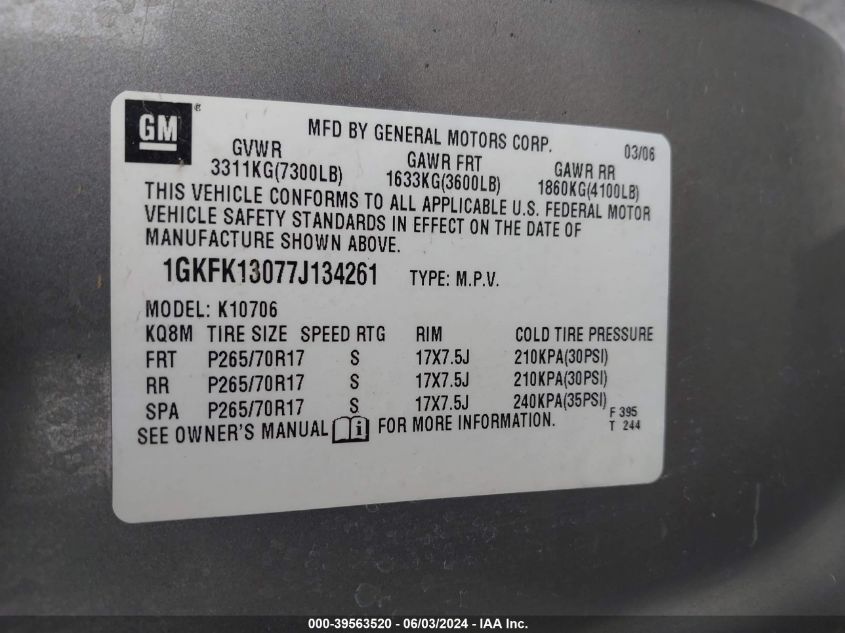 GM ®
MFD BY GENERAL MOTORS CORP. 03/06
GVWR GAWR FRT GAWR RR
3311KG(7300LB) 1633KG(3600LB) 1860KG(4100LB)
THIS VEHICLE CONFORMS TO ALL APPLICABLE U.S. FEDERAL MOTOR
VEHICLE SAFETY STANDARDS IN EFFECT ON THE DATE OF
MANUFACTURE SHOWN ABOVE.
1GKFK13077J134261 TYPE: M.P.V.
MODEL: K10706
KQ8M TIRE SIZE SPEED RTG RIM COLD TIRE PRESSURE
FRT P265/70R17 S 17X7.5J 210KPA(30PSI)
RR P265/70R17 S 17X7.5J 210KPA(30PSI)
SPA P265/70R17 S 17X7.5J 240KPA(35PSI)
F 395
SEE OWNER'S MANUAL i FOR MORE INFORMATION. T 244
000-39563520 - 06/03/2024 - IAA Inc.